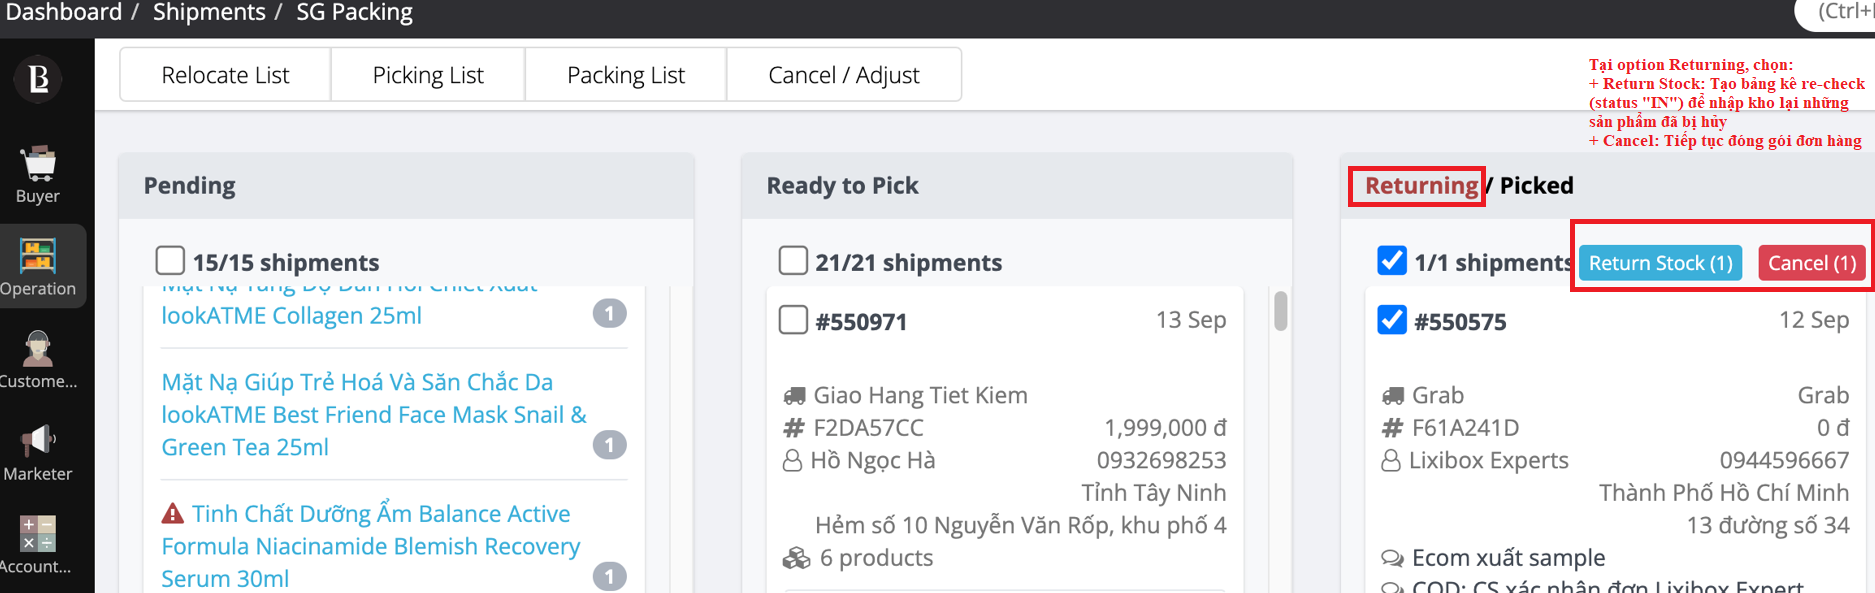 Dashboard / Shipments / SG Packing
(Ctrl+
Relocate List
Picking List
Packing List
Cancel / Adjust
Tại option Returning, chọn:
+ Return Stock: Tạo bảng kê re-check
(status "IN") để nhập kho lại những
sản phẩm đã bị hủy
+ Cancel: Tiếp tục đóng gói đơn hàng
B
Buyer
Operation
Custome...
Marketer
Account...
Pending
15/15 shipments
Mặt Nạ Tăng Độ Đàn Hồi Chiết Xuất
lookATME Collagen 25ml
1
Mặt Nạ Giúp Trẻ Hoá Và Săn Chắc Da
lookATME Best Friend Face Mask Snail &
Green Tea 25ml
1
Tinh Chất Dưỡng Ẩm Balance Active
Formula Niacinamide Blemish Recovery
Serum 30ml
1
Ready to Pick
21/21 shipments
#550971 13 Sep
Giao Hang Tiet Kiem
F2DA57CC 1,999,000 đ
Hồ Ngọc Hà 0932698253
Tỉnh Tây Ninh
Hẻm số 10 Nguyễn Văn Rốp, khu phố 4
6 products
Returning / Picked
1/1 shipments Return Stock (1) Cancel (1)
#550575 12 Sep
Grab Grab
F61A241D 0 đ
Lixibox Experts 0944596667
Thành Phố Hồ Chí Minh
13 đường số 34
Ecom xuất sample
COD: CS xác nhận đơn Lixibox Expert